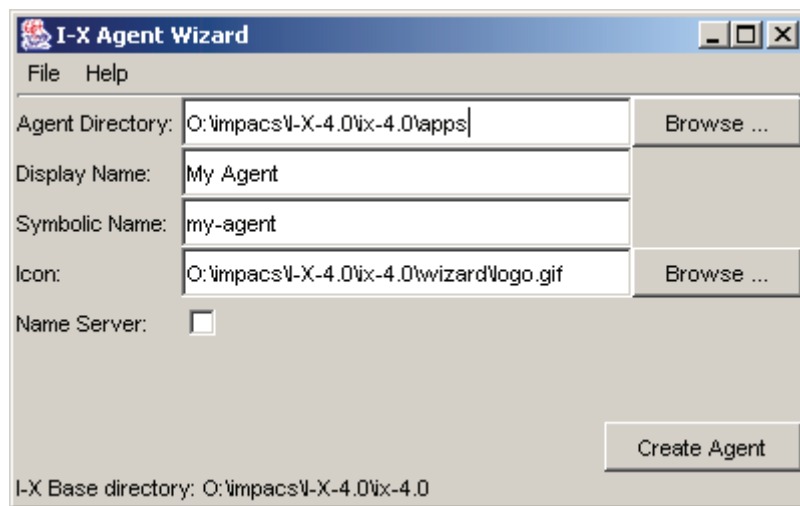 I-X Agent Wizard
File Help
Agent Directory: O:\impacs\I-X-4.0\ix-4.0\apps Browse ...
Display Name: My Agent
Symbolic Name: my-agent
Icon: O:\impacs\I-X-4.0\ix-4.0\wizard\logo.gif Browse ...
Name Server:
Create Agent
I-X Base directory: O:\impacs\I-X-4.0\ix-4.0